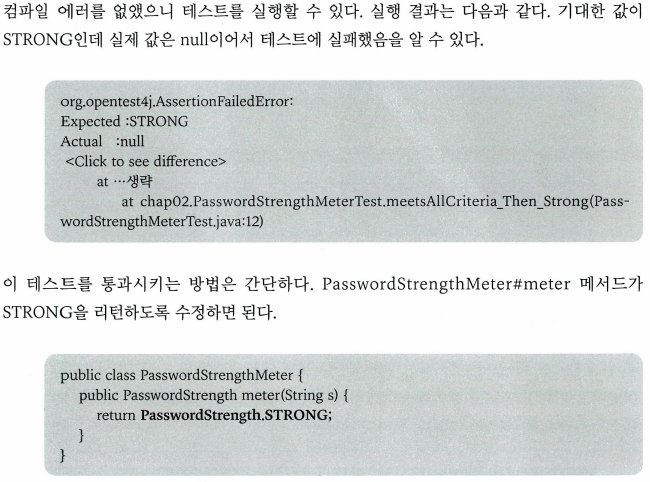 컴파일 에러를 없앴으니 테스트를 실행할 수 있다. 실행 결과는 다음과 같다. 기대한 값이
STRONG인데 실제 값은 null이어서 테스트에 실패했음을 알 수 있다.
org.opentest4j.AssertionFailedError:
Expected :STRONG
Actual :null
<Click to see difference>
at …생략
at chap02.PasswordStrengthMeterTest.meetsAllCriteria_Then_Strong(Pass-
wordStrengthMeterTest.java:12)
이 테스트를 통과시키는 방법은 간단하다. PasswordStrengthMeter#meter 메서드가
STRONG을 리턴하도록 수정하면 된다.
public class PasswordStrengthMeter {
public PasswordStrength meter(String s) {
return PasswordStrength.STRONG;
}
}